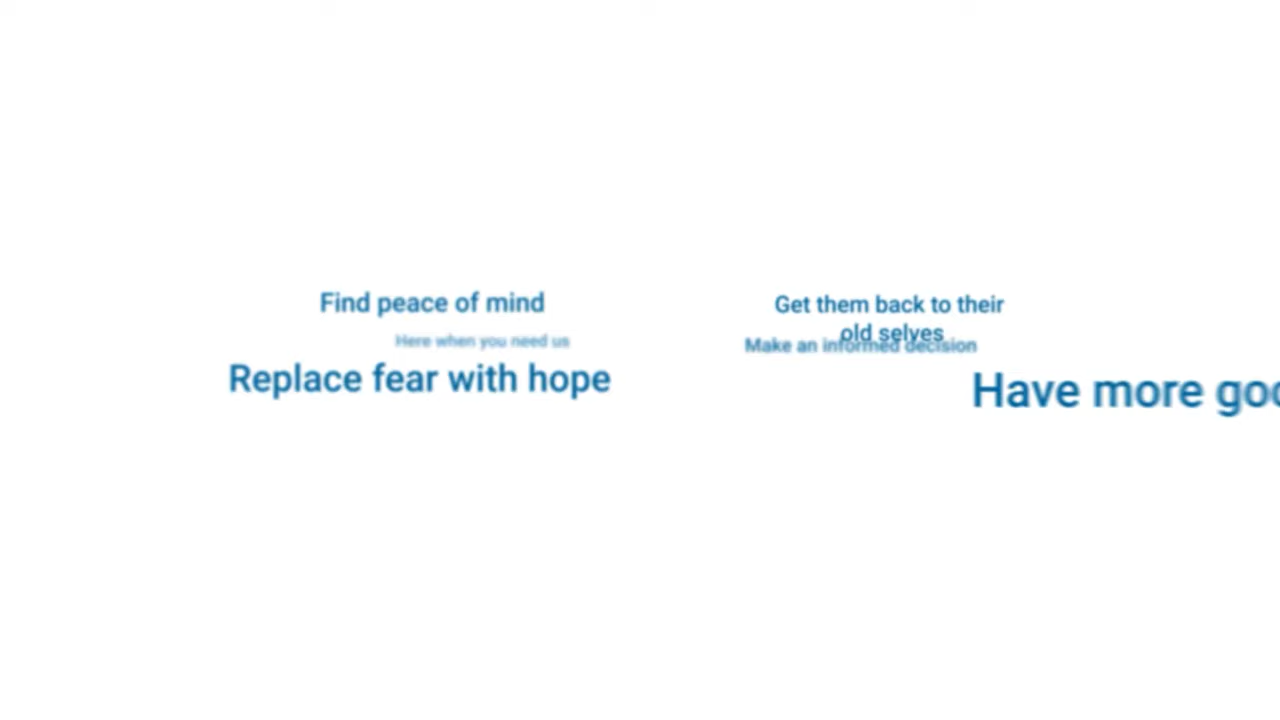 Find peace of mind
Here when you need us
Replace fear with hope
Get them back to their
old selves
Make an informed decision
Have more